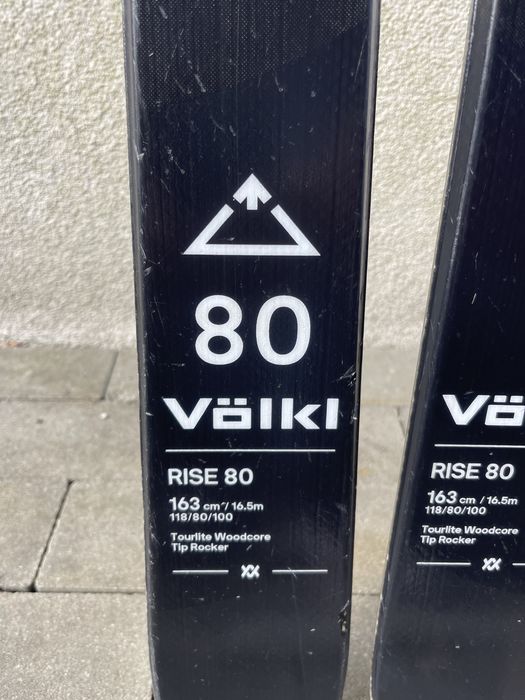 80
Völkl
RISE 80
163 cm / 16.5m
118/80/100
Tourlite Woodcore
Tip Rocker
Vö
RISE 80
163 cm / 16.5m
118/80/100
Tourlite Woodcore
Tip Rocker